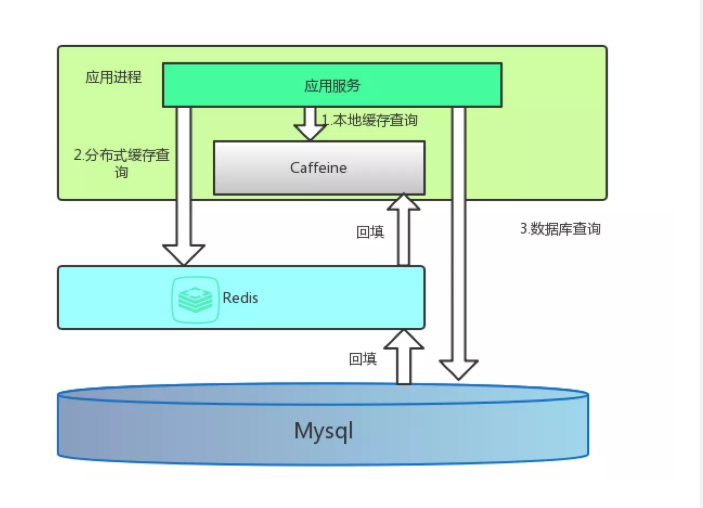 应用进程
应用服务
1.本地缓存查询
2.分布式缓存查
询
Caffeine
回填
3.数据库查询
Redis
回填
Mysql